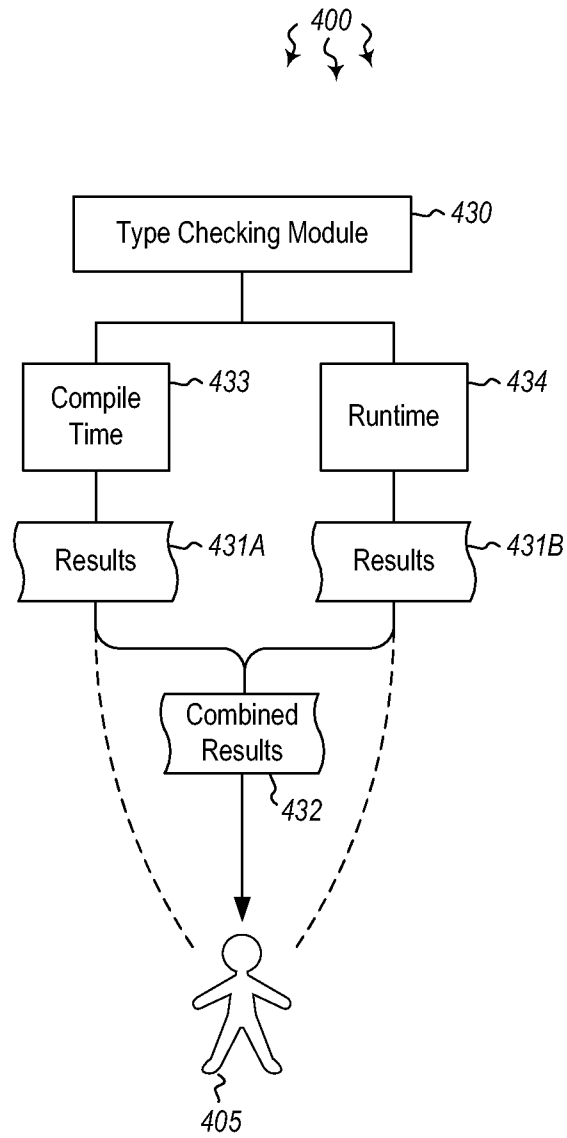 400
Type Checking Module
430
Compile
Time
433
Runtime
434
Results
431A
Results
431B
Combined
Results
432
405